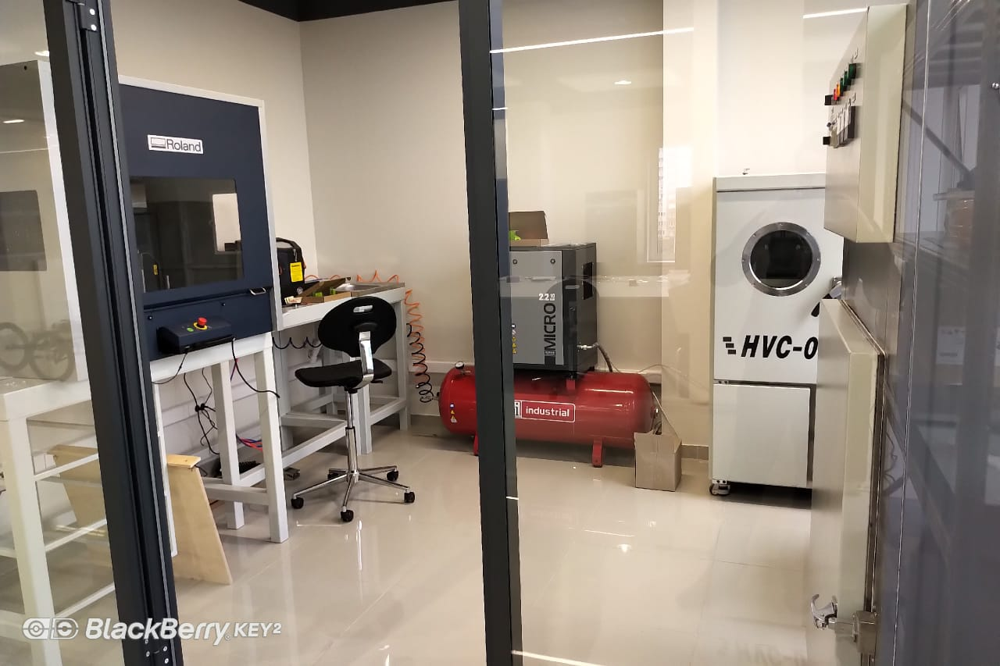 Roland
2.2
MICRO
industrial
HVC-0
BlackBerry KEY²